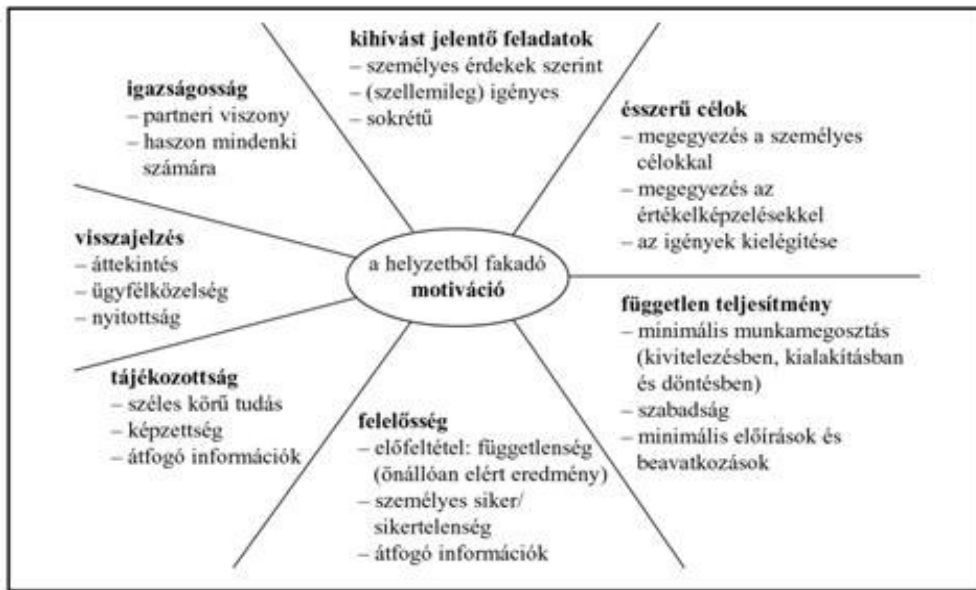 kihívást jelentő feladatok
– személyes érdekek szerint
– (szellemileg) igényes
– sokrétű
igazságosság
– partneri viszony
– haszon mindenki
számára
ésszerű célok
– megegyezés a személyes
célokkal
– megegyezés az
értékelképzelésekkel
– az igények kielégítése
visszajelzés
– áttekintés
– ügyfélközelség
– nyitottság
a helyzetből fakadó
motiváció
független teljesítmény
– minimális munkamegosztás
(kivitelezésben, kialakításban
és döntésben)
– szabadság
– minimális előírások és
beavatkozások
tájékozottság
– széles körű tudás
– képzettség
– átfogó információk
felelősség
– előfeltétel: függetlenség
(önállóan elért eredmény)
– személyes siker/
sikertelenség
– átfogó információk